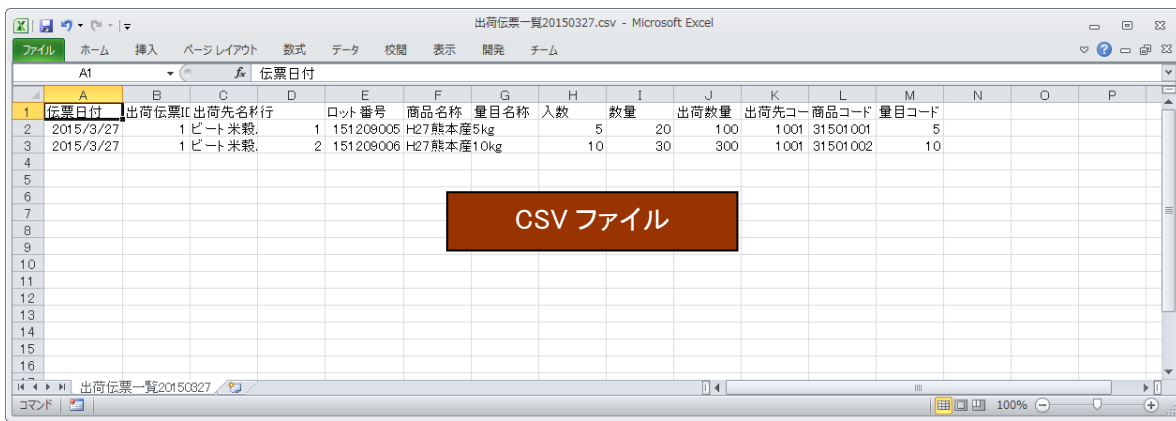 出荷伝票一覧20150327.csv - Microsoft Excel
ファイル ホーム 挿入 ページ レイアウト 数式 データ 校閲 表示 開発 チーム
A1 fx 伝票日付
A B C D E F G H I J K L M N O P
1 伝票日付 出荷伝票ID 出荷先名称 行 ロット番号 商品名称 量目名称 入数 数量 出荷数量 出荷先コー 商品コード 量目コード
2 2015/3/27 1 ビート米穀 1 151209005 H27熊本産 5kg 5 20 100 1001 31501001 5
3 2015/3/27 1 ビート米穀 2 151209006 H27熊本産 10kg 10 30 300 1001 31501002 10
4
5
6
7
8
9
10
11
12
13
14
15
16
CSV ファイル
出荷伝票一覧20150327
コマンド 100%